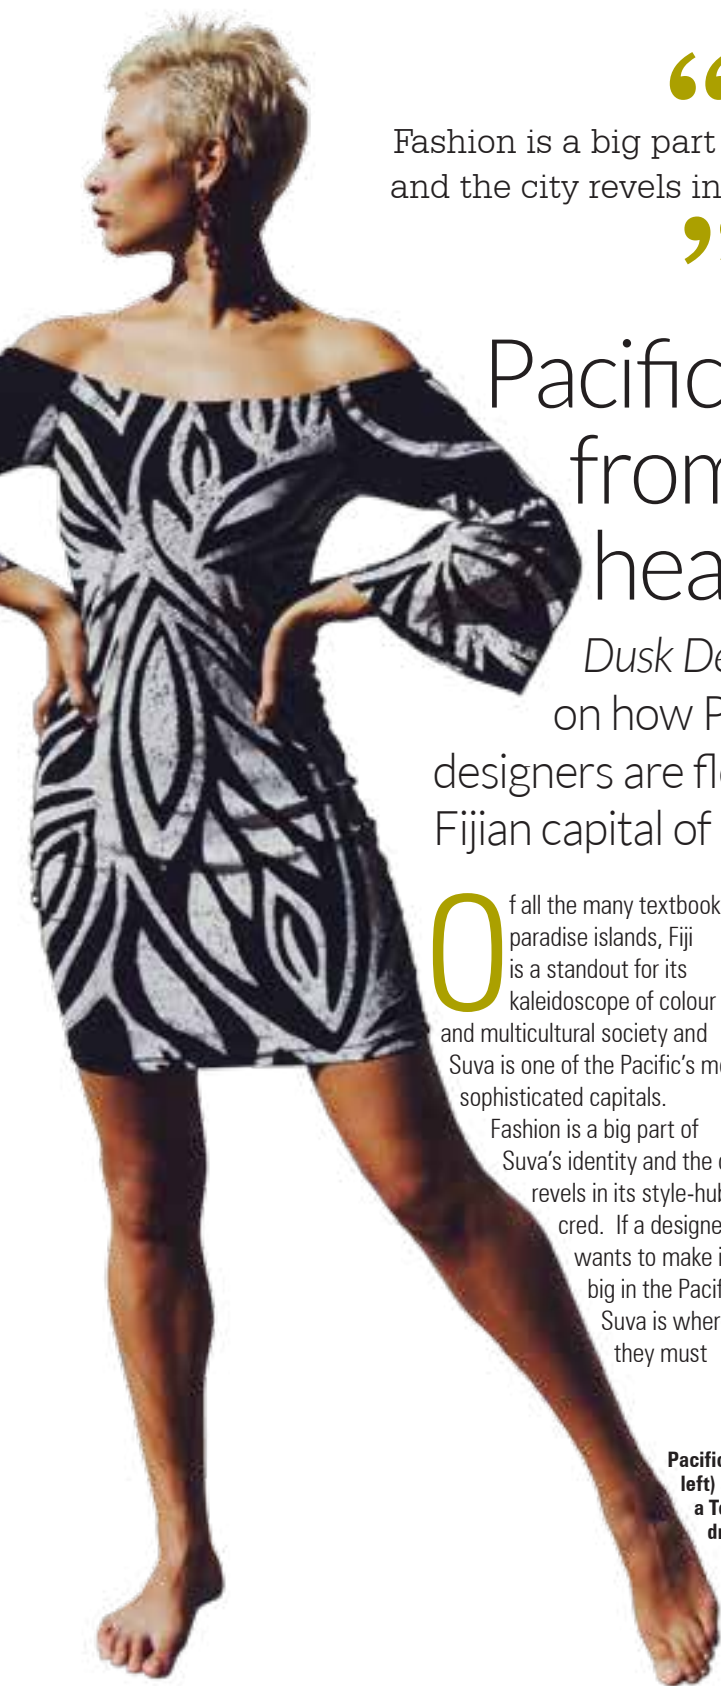 “
Fashion is a big part
and the city revels in
”
Pacific
from
hea
Dusk De
on how P
designers are fl
Fijian capital of
Of all the many textbook
paradise islands, Fiji
is a standout for its
kaleidoscope of colour
and multicultural society and
Suva is one of the Pacific’s mo
sophisticated capitals.
Fashion is a big part of
Suva’s identity and the c
revels in its style-hub
cred. If a designe
wants to make i
big in the Pacif
Suva is wher
they must
Pacific
left)
a Te
dr